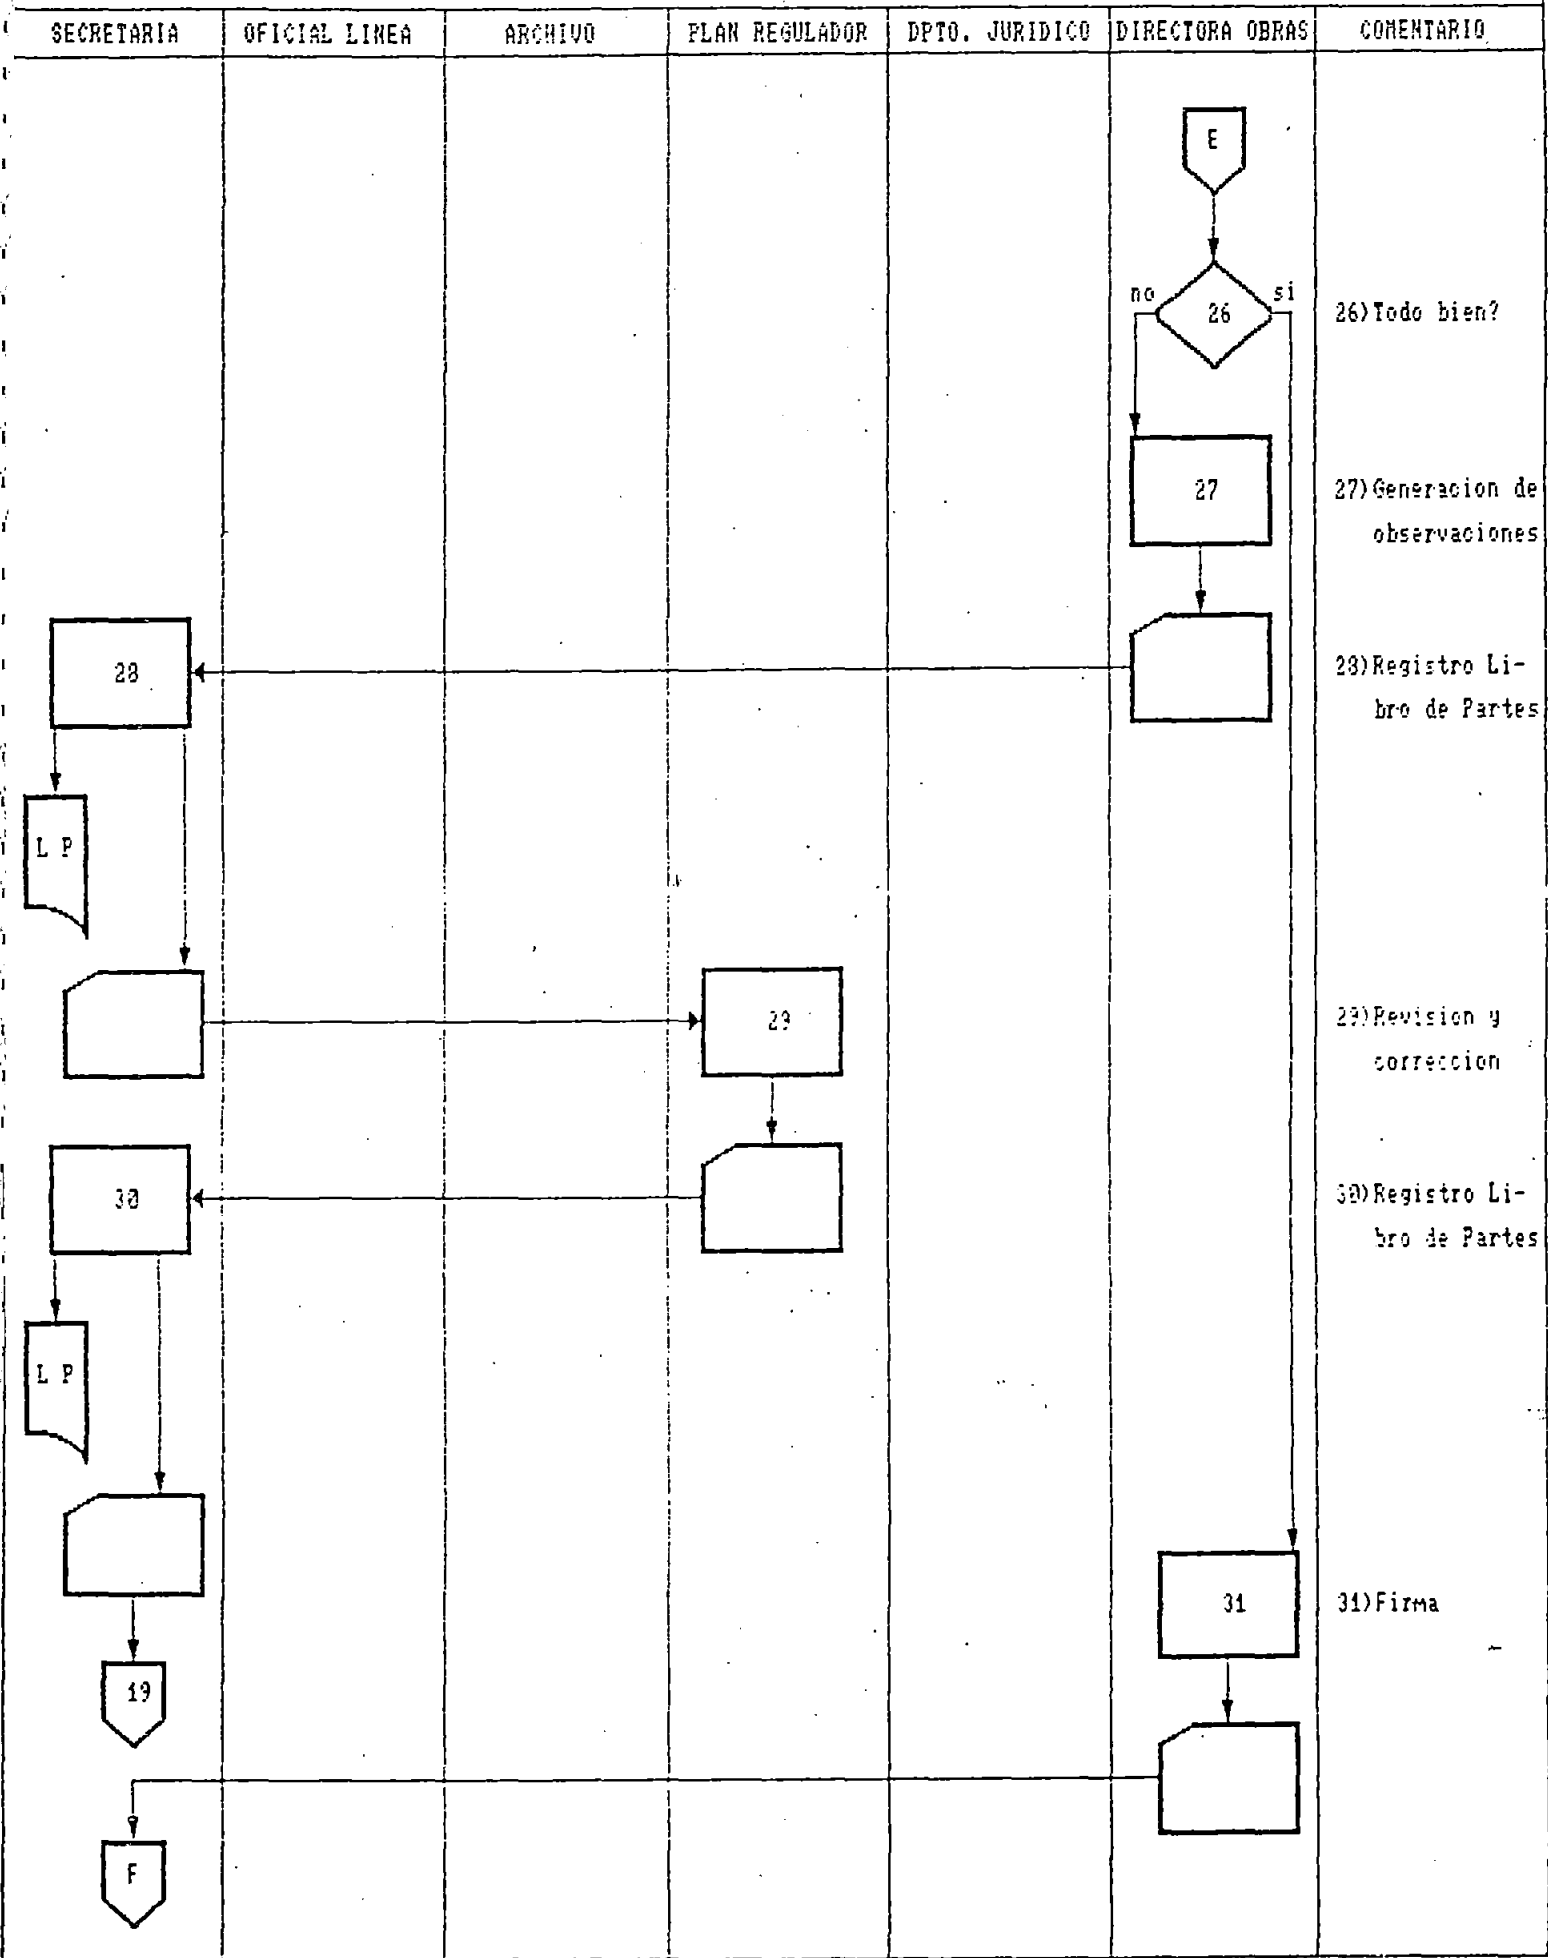 SECRETARIA OFICIAL LINEA ARCHIVO PLAN REGULADOR DPTO. JURIDICO DIRECTORA OBRAS COMENTARIO
E
no si
26 26)Todo bien?
27 27)Generacion de
observaciones
28 28)Registro Li-
bro de Partes
L P
29 29)Revision y
correccion
30 30)Registro Li-
bro de Partes
L P
31 31)Firma
19
F